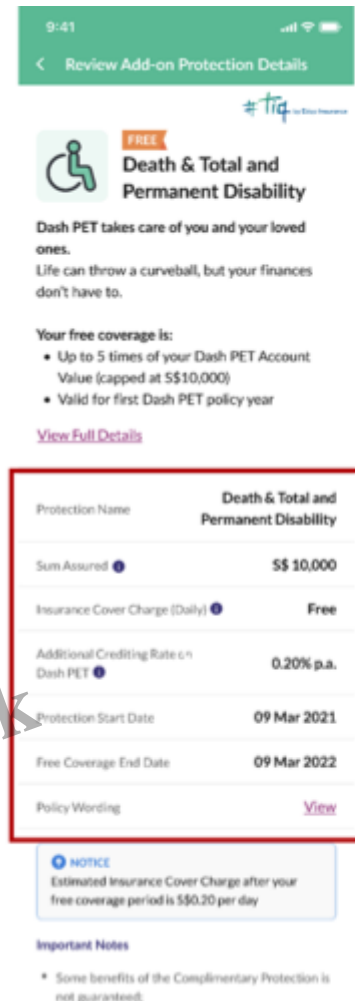 9:41
Review Add-on Protection Details
#Tiq by Etiqa Insurance
FREE
Death & Total and
Permanent Disability
Dash PET takes care of you and your loved
ones.
Life can throw a curveball, but your finances
don't have to.
Your free coverage is:
• Up to 5 times of your Dash PET Account
Value (capped at S$10,000)
• Valid for first Dash PET policy year
View Full Details
Protection Name
Death & Total and
Permanent Disability
Sum Assured
S$ 10,000
Insurance Cover Charge (Daily)
Free
Additional Crediting Rate on
Dash PET
0.20% p.a.
Protection Start Date
09 Mar 2021
Free Coverage End Date
09 Mar 2022
Policy Wording
View
NOTICE
Estimated Insurance Cover Charge after your
free coverage period is S$0.20 per day
Important Notes
* Some benefits of the Complimentary Protection is
not guaranteed;
k